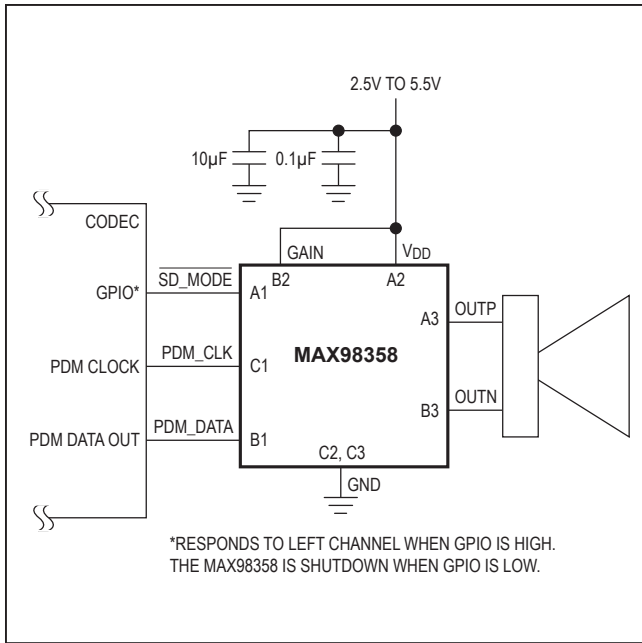 2.5V TO 5.5V
10µF
0.1µF
CODEC
GAIN
VDD
SD_MODE
B2
A2
GPIO*
A1
A3
OUTP
MAX98358
PDM CLOCK
PDM_CLK
C1
OUTN
B3
PDM DATA OUT
PDM_DATA
B1
C2, C3
GND
*RESPONDS TO LEFT CHANNEL WHEN GPIO IS HIGH.
THE MAX98358 IS SHUTDOWN WHEN GPIO IS LOW.